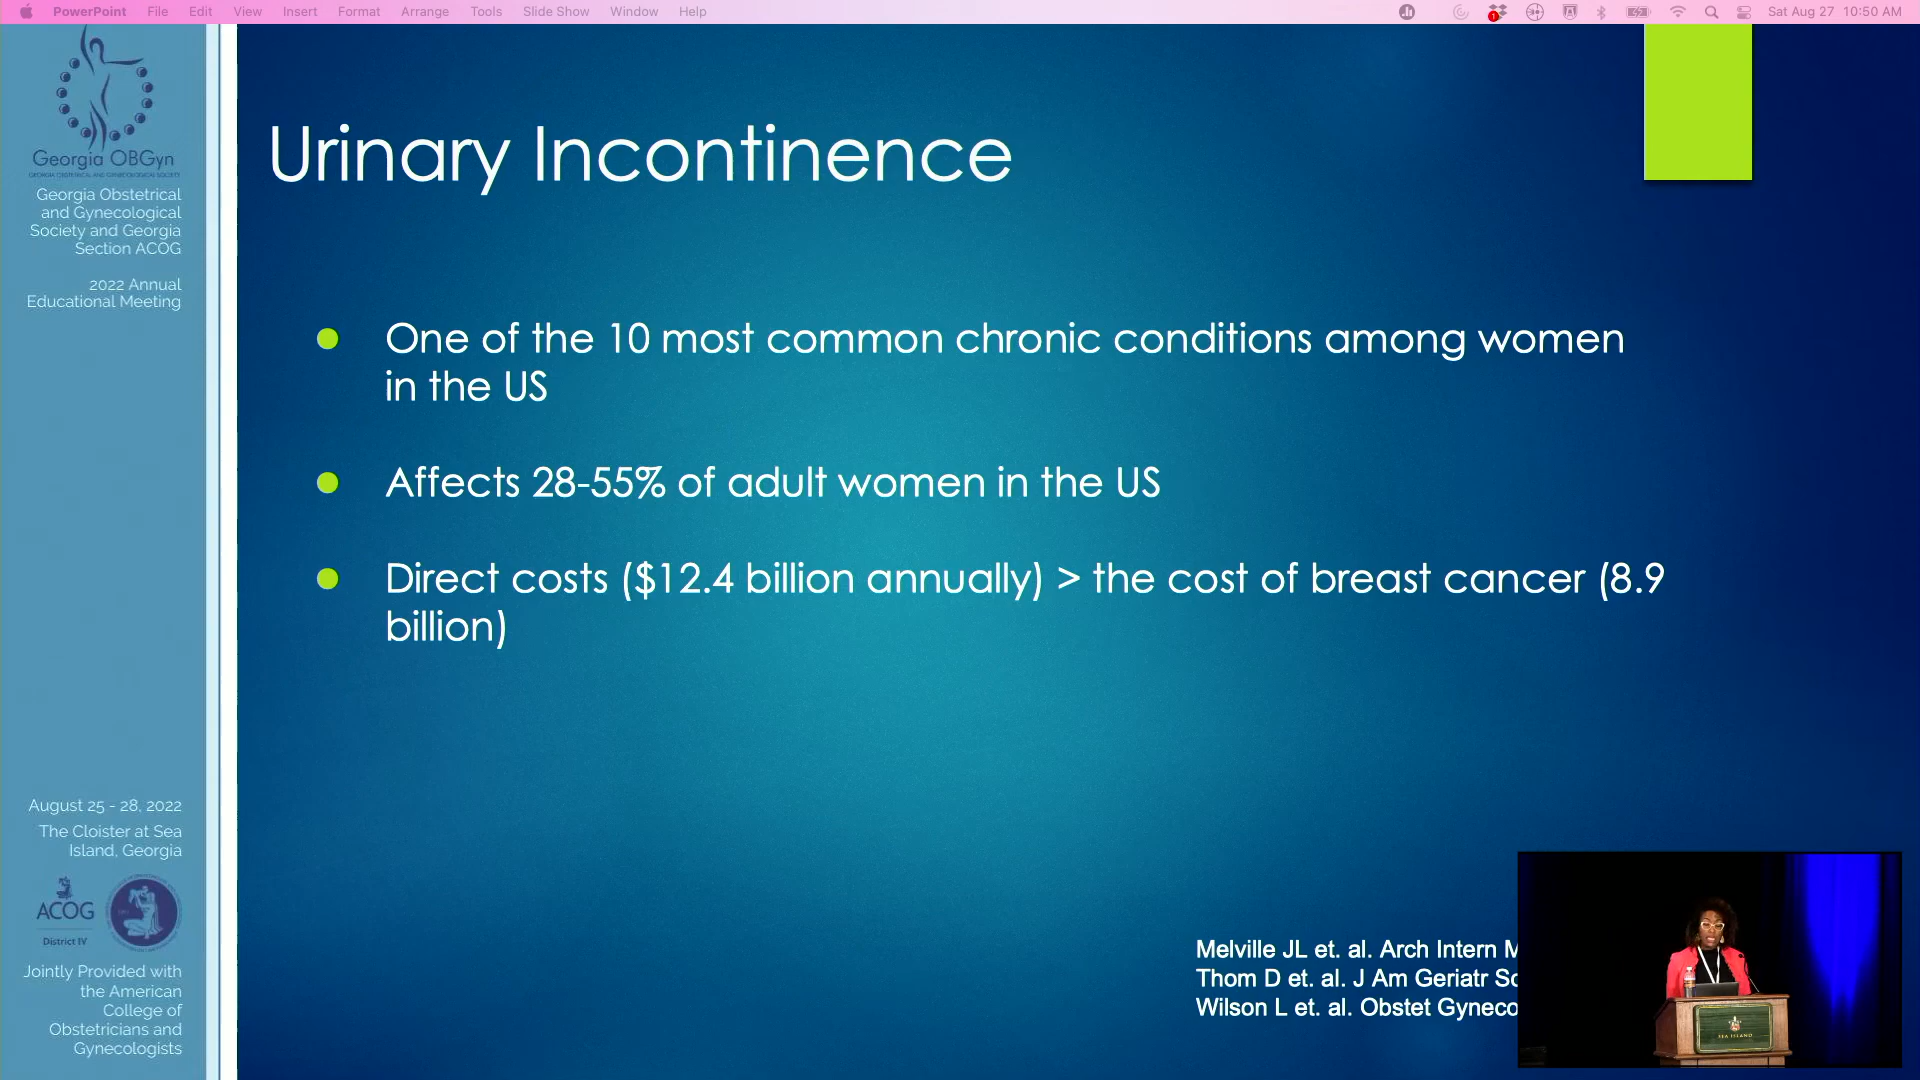 PowerPoint File Edit View Insert Format Arrange Tools Slide Show Window Help
1
Sat Aug 27 10:50 AM
Georgia OBGyn
GEORGIA OBSTETRICAL AND GYNECOLOGICAL SOCIETY
Georgia Obstetrical
and Gynecological
Society and Georgia
Section ACOG
2022 Annual
Educational Meeting
August 25 - 28, 2022
The Cloister at Sea
Island, Georgia
ACOG
District IV
Jointly Provided with
the American
College of
Obstetricians and
Gynecologists
Urinary Incontinence
One of the 10 most common chronic conditions among women
in the US
Affects 28-55% of adult women in the US
Direct costs ($12.4 billion annually) > the cost of breast cancer (8.9
billion)
Melville JL et. al. Arch Intern M
Thom D et. al. J Am Geriatr So
Wilson L et. al. Obstet Gyneco
SEA ISLAND